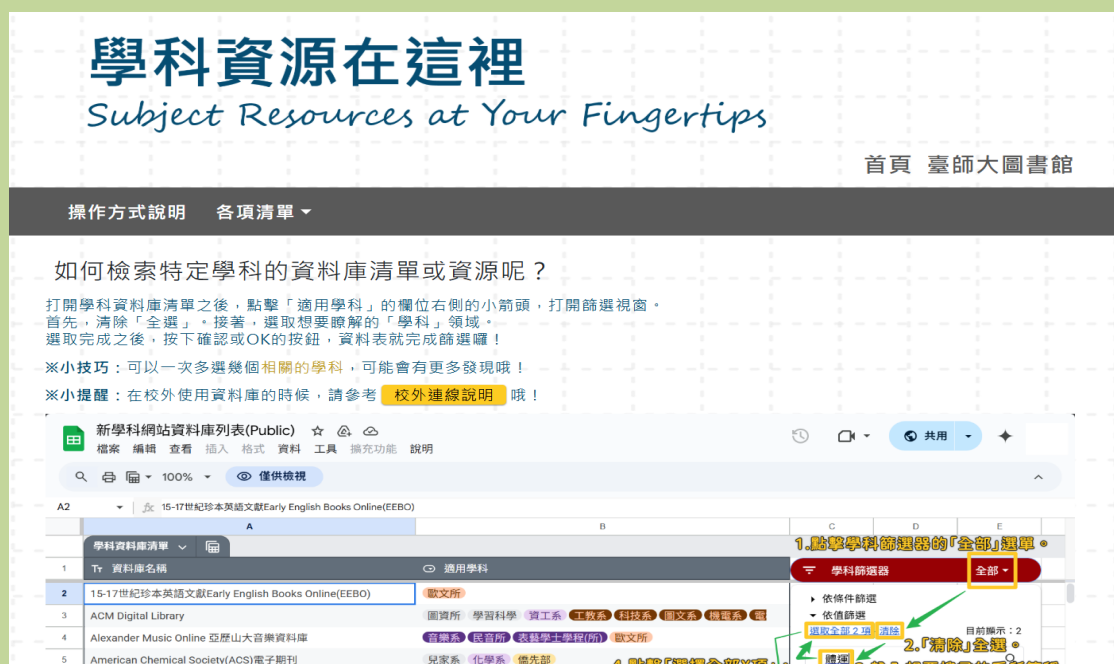 學科資源在這裡
Subject Resources at Your Fingertips
首頁 臺師大圖書館
操作方式說明 各項清單
如何檢索特定學科的資料庫清單或資源呢？
打開學科資料庫清單之後，點擊「適用學科」的欄位右側的小箭頭，打開篩選視窗。
首先，清除「全選」。接著，選取想要瞭解的「學科」領域。
選取完成之後，按下確認或OK的按鈕，資料表就完成篩選囉！
※小技巧：可以一次多選幾個相關的學科，可能會有更多發現哦！
※小提醒：在校外使用資料庫的時候，請參考 校外連線說明 哦！
新學科網站資料庫列表(Public)
檔案 編輯 查看 插入 格式 資料 工具 擴充功能 說明
共用
100% 僅供檢視
A2 fx 15-17世紀珍本英語文獻Early English Books Online(EEBO)
A B C D E
學科資料庫清單
1.點擊學科篩選器的「全部」選單。
1 Tт 資料庫名稱 適用學科 學科篩選器 全部
2 15-17世紀珍本英語文獻Early English Books Online(EEBO) 歐文所
依條件篩選
3 ACM Digital Library 圖資所 學習科學 資工系 工教系 科技系 圖文系 機電系 電
依值篩選
選取全部 2 項 清除 目前顯示：2
4 Alexander Music Online 亞歷山大音樂資料庫 音樂系 民音所 表藝學士學程(所) 歐文所
2.「清除」全選。
5 American Chemical Society(ACS)電子期刊 兒家系 化學系 僑先部
體運